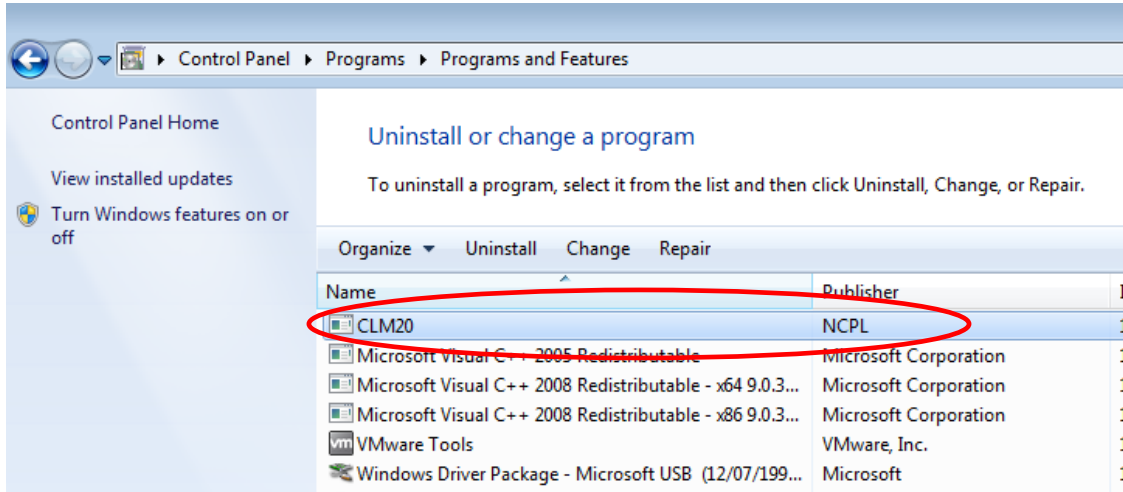 Control Panel ▸ Programs ▸ Programs and Features
Control Panel Home
View installed updates
Turn Windows features on or
off
Uninstall or change a program
To uninstall a program, select it from the list and then click Uninstall, Change, or Repair.
Organize Uninstall Change Repair
Name Publisher
CLM20 NCPL
Microsoft Visual C++ 2005 Redistributable Microsoft Corporation
Microsoft Visual C++ 2008 Redistributable - x64 9.0.3... Microsoft Corporation
Microsoft Visual C++ 2008 Redistributable - x86 9.0.3... Microsoft Corporation
vm VMware Tools VMware, Inc.
Windows Driver Package - Microsoft USB (12/07/199... Microsoft